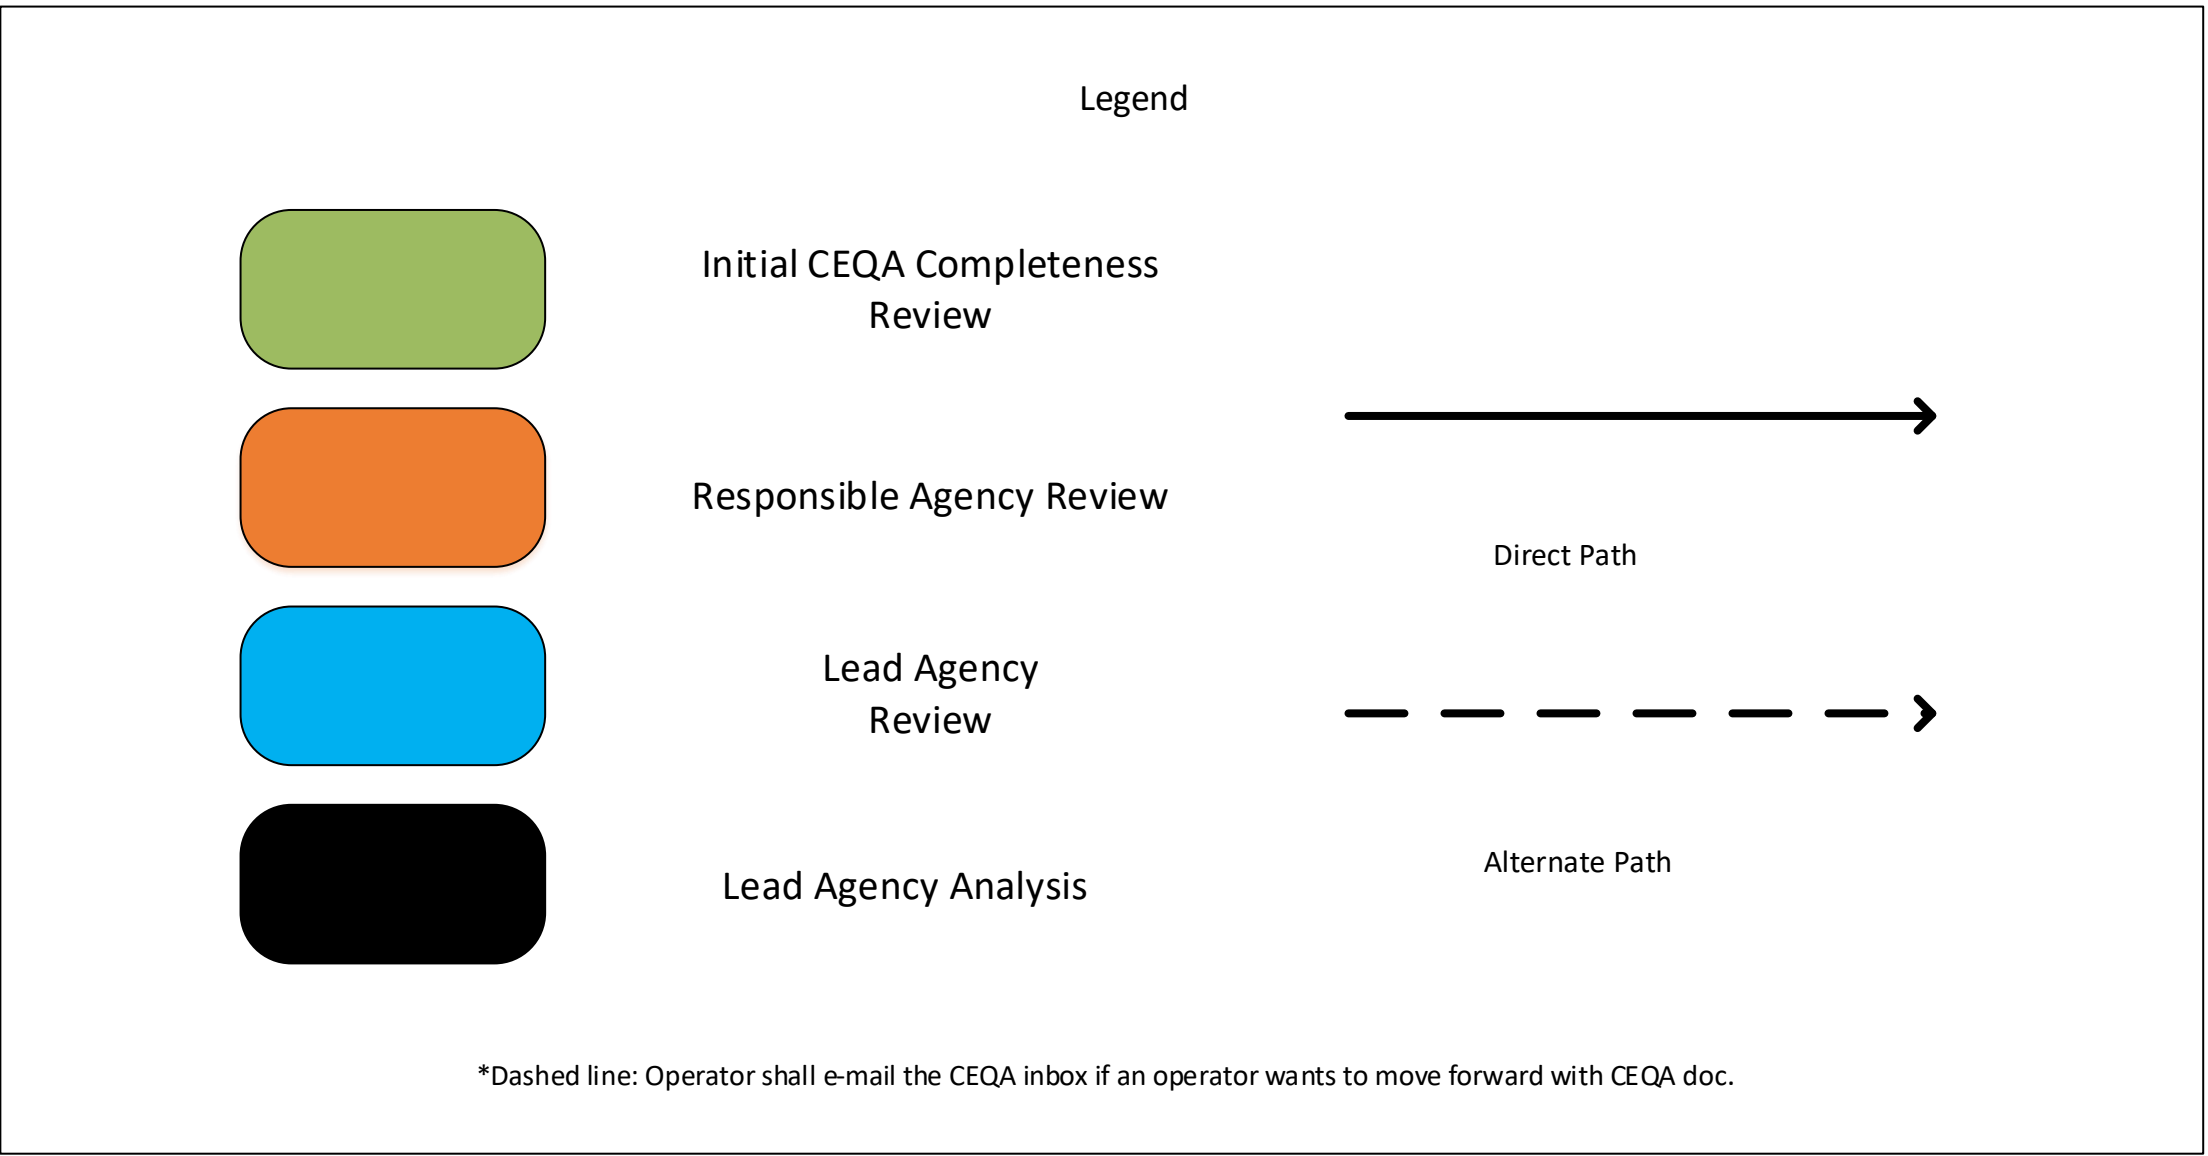 Legend
Initial CEQA Completeness
Review
Responsible Agency Review
Direct Path
Lead Agency
Review
Alternate Path
Lead Agency Analysis
*Dashed line: Operator shall e-mail the CEQA inbox if an operator wants to move forward with CEQA doc.